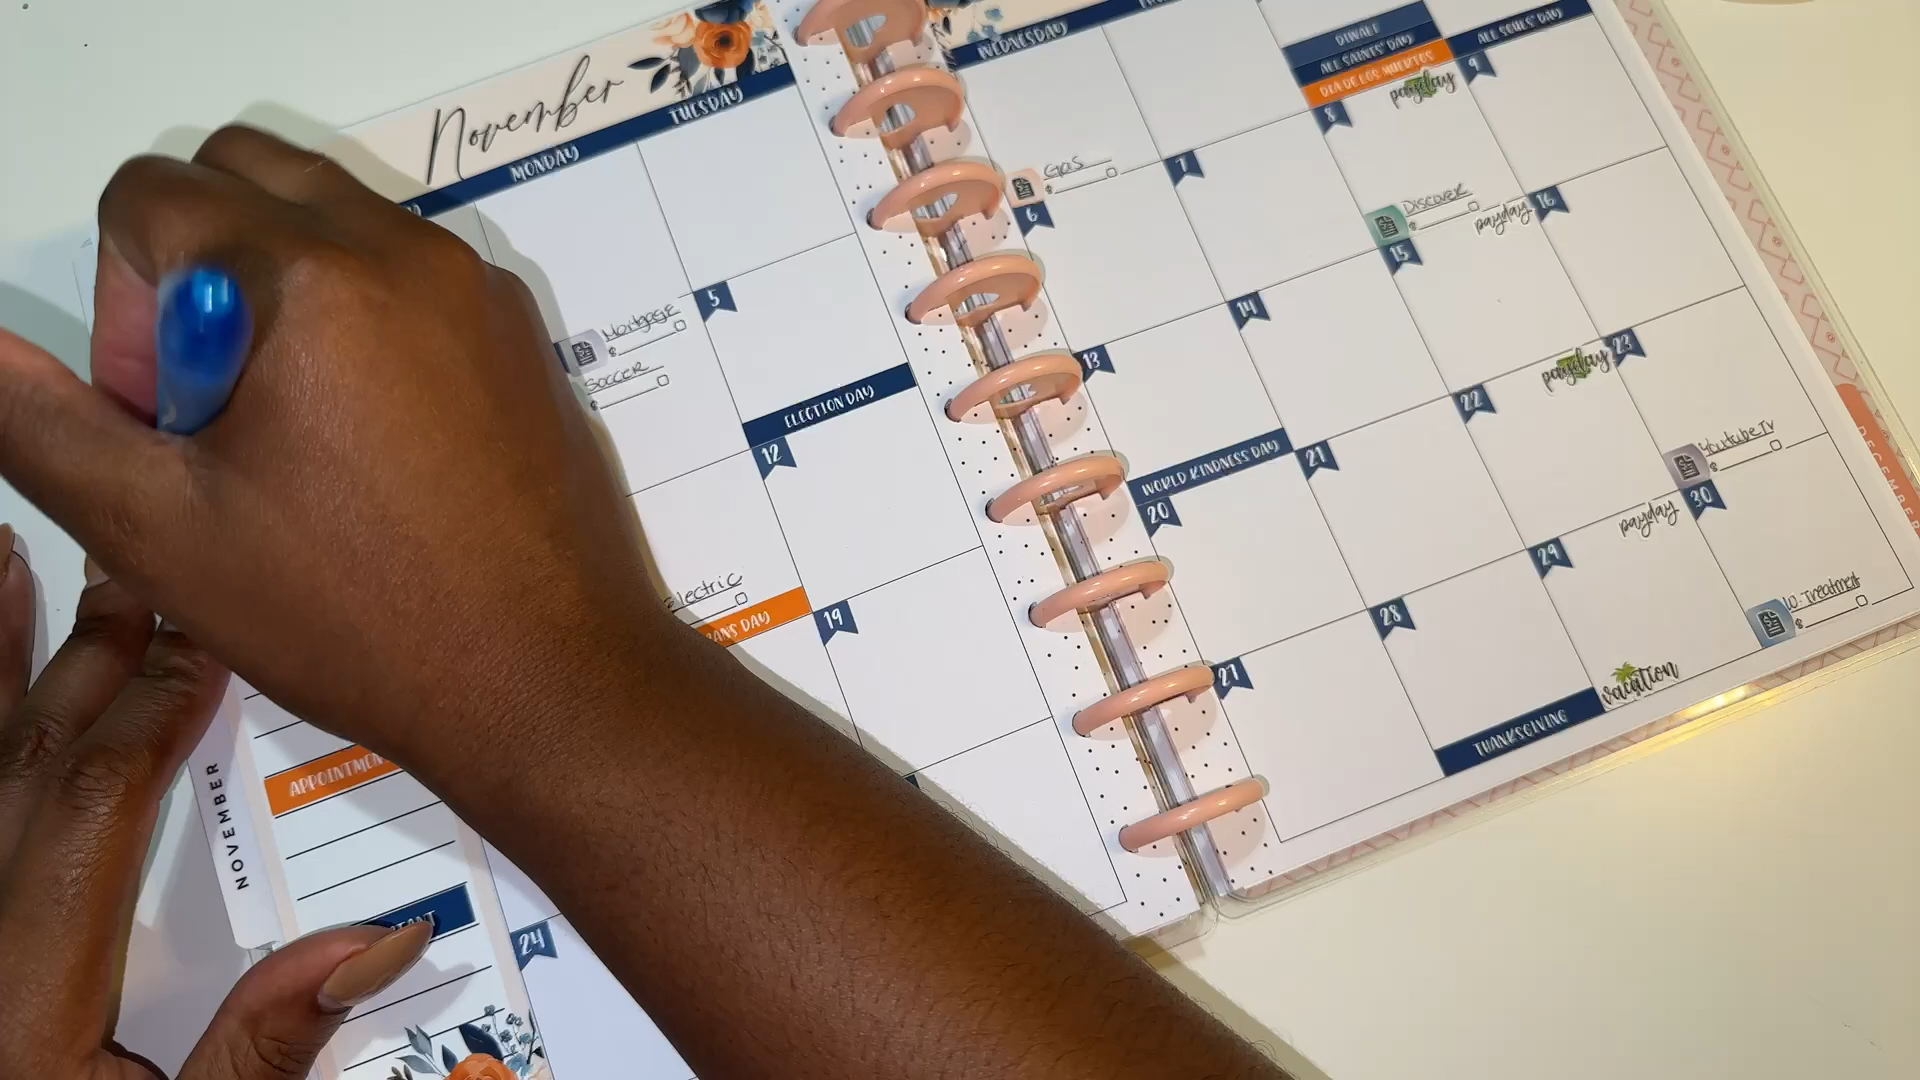 November
MONDAY
TUESDAY
WEDNESDAY
DIWALI
ALL SAINTS' DAY
DIA DE LOS MUERTOS
ALL SOULS' DAY
payday
Gas
$
Mortgage
$
SOCCER
$
5
6
7
8
9
Discover
$
payday
ELECTION DAY
Electric
12
13
14
15
16
payday
WORLD KINDNESS DAY
19
20
21
22
23
YoutubeTV
$
payday
APPOINTMEN
NOVEMBER
24
27
28
29
30
THANKSGIVING
vacation
W-Treatment
$
DECEMBER